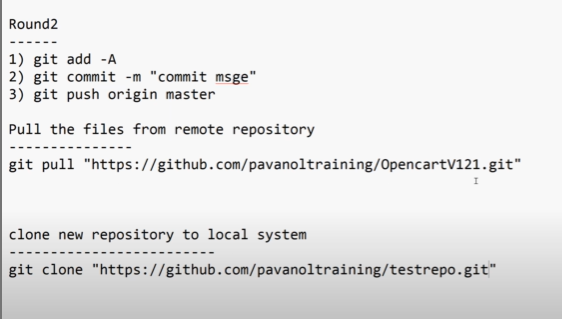 Round2
------
1) git add -A
2) git commit -m "commit msge"
3) git push origin master
Pull the files from remote repository
---------------
git pull "https://github.com/pavanoltraining/OpencartV121.git"
clone new repository to local system
-------------------------
git clone "https://github.com/pavanoltraining/testrepo.git"